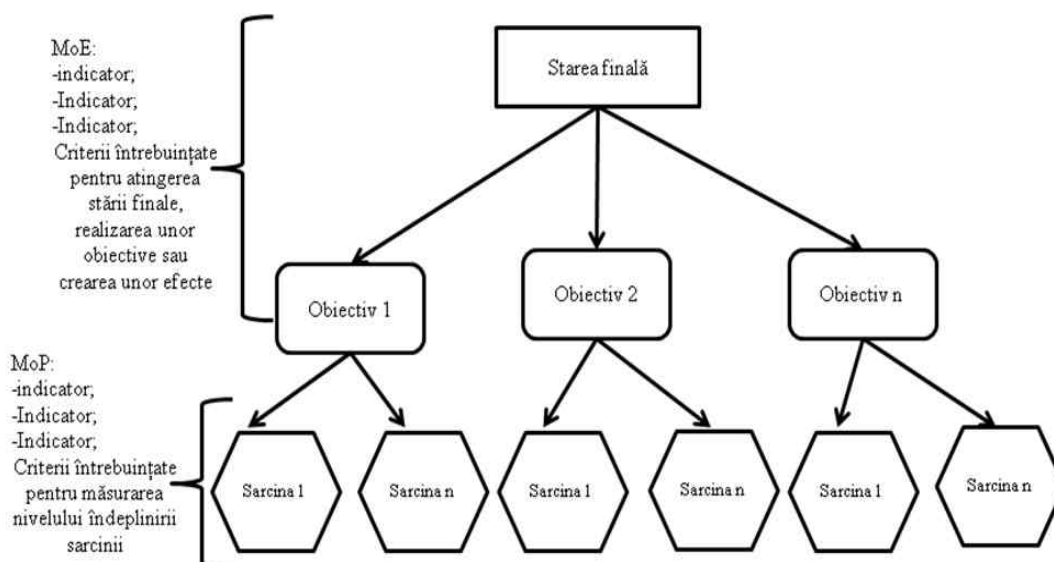 MoE:
-indicator;
-Indicator;
-Indicator;
Criterii întrebuințate
pentru atingerea
stării finale,
realizarea unor
obiective sau
crearea unor efecte
Starea finală
Obiectiv 1
Obiectiv 2
Obiectiv n
MoP:
-indicator;
-Indicator;
-Indicator;
Criterii întrebuințate
pentru măsurarea
nivelului îndeplinirii
sarcinii
Sarcina 1
Sarcina n
Sarcina 1
Sarcina n
Sarcina 1
Sarcina n